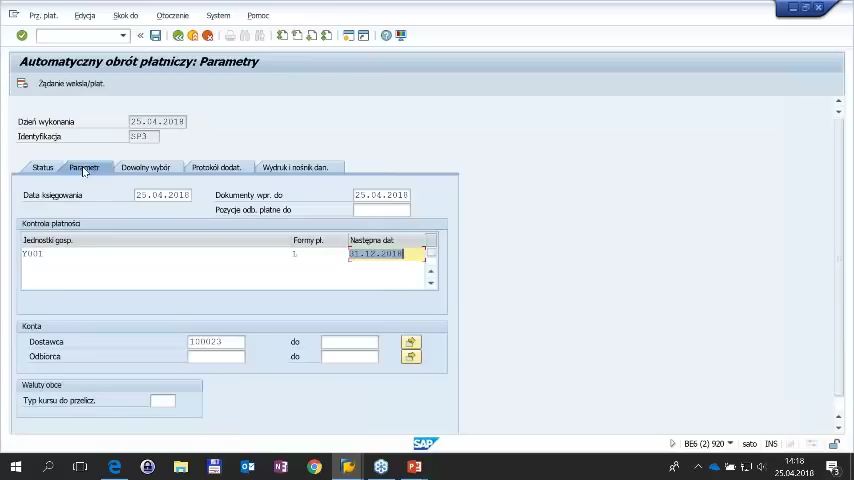 Prz. płat. Edycja Skok do Otoczenie System Pomoc
Automatyczny obrót płatniczy: Parametry
Żądanie weksla/płat.
Dzień wykonania 25.04.2018
Identyfikacja SP3
Status Parametr Dowolny wybór Protokół dodat. Wydruk i nośnik dan.
Data księgowania 25.04.2018 Dokumenty wpr. do 25.04.2018
Pozycje odb. płatne do
Kontrola płatności
Jednostki gosp. Formy pł. Następna dat
Y001 L 31.12.2018
Konta
Dostawca 100023 do
Odbiorca do
Waluty obce
Typ kursu do przelicz.
SAP BE6 (2) 920 sato INS
14:18
25.04.2018
3